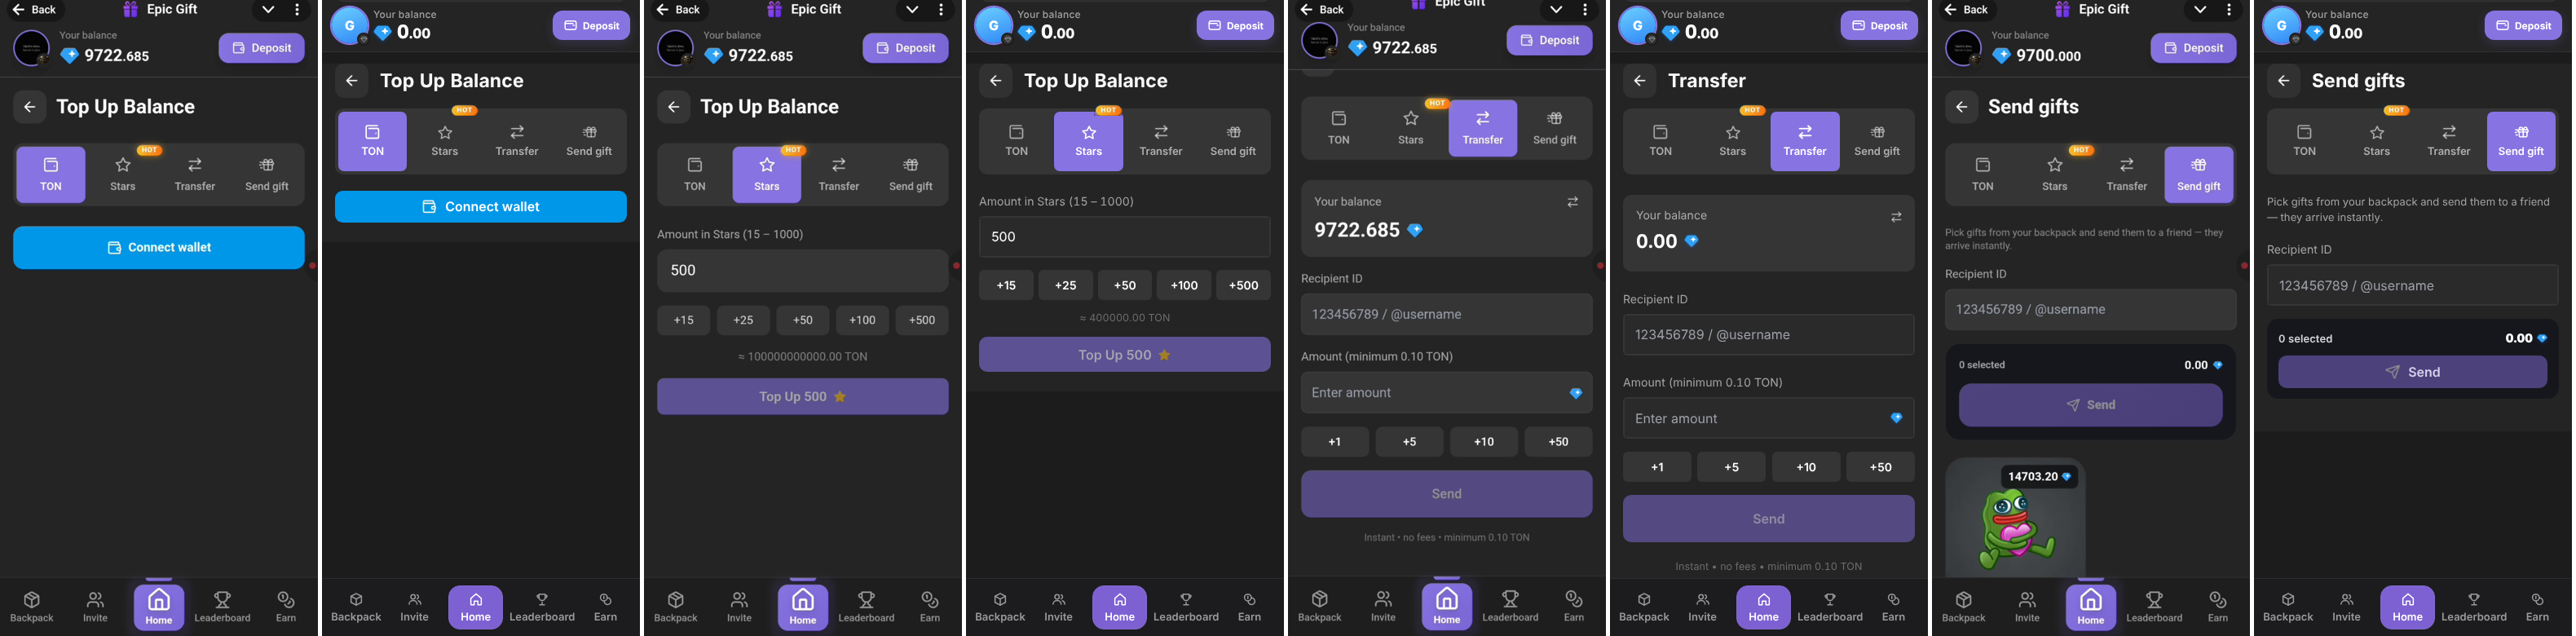 Back
Epic Gift
Your balance
9722.685
Deposit
Top Up Balance
HOT
TON
Stars
Transfer
Send gift
Connect wallet
Backpack
Invite
Home
Leaderboard
Earn
G
Your balance
0.00
Deposit
Top Up Balance
HOT
TON
Stars
Transfer
Send gift
Connect wallet
Backpack
Invite
Home
Leaderboard
Earn
Back
Epic Gift
Your balance
9722.685
Deposit
Top Up Balance
HOT
TON
Stars
Transfer
Send gift
Amount in Stars (15 – 1000)
500
+15
+25
+50
+100
+500
≈ 100000000000.00 TON
Top Up 500
Backpack
Invite
Home
Leaderboard
Earn
G
Your balance
0.00
Deposit
Top Up Balance
HOT
TON
Stars
Transfer
Send gift
Amount in Stars (15 – 1000)
500
+15
+25
+50
+100
+500
≈ 400000.00 TON
Top Up 500
Backpack
Invite
Home
Leaderboard
Earn
Back
Epic Gift
Your balance
9722.685
Deposit
HOT
TON
Stars
Transfer
Send gift
Your balance
9722.685
Recipient ID
123456789 / @username
Amount (minimum 0.10 TON)
Enter amount
+1
+5
+10
+50
Send
Instant • no fees • minimum 0.10 TON
Backpack
Invite
Home
Leaderboard
Earn
G
Your balance
0.00
Deposit
Transfer
HOT
TON
Stars
Transfer
Send gift
Your balance
0.00
Recipient ID
123456789 / @username
Amount (minimum 0.10 TON)
Enter amount
+1
+5
+10
+50
Send
Instant • no fees • minimum 0.10 TON
Backpack
Invite
Home
Leaderboard
Earn
Back
Epic Gift
Your balance
9700.000
Deposit
Send gifts
HOT
TON
Stars
Transfer
Send gift
Pick gifts from your backpack and send them to a friend — they
arrive instantly.
Recipient ID
123456789 / @username
0 selected
0.00
Send
14703.20
Backpack
Invite
Home
Leaderboard
Earn
G
Your balance
0.00
Deposit
Send gifts
HOT
TON
Stars
Transfer
Send gift
Pick gifts from your backpack and send them to a friend
— they arrive instantly.
Recipient ID
123456789 / @username
0 selected
0.00
Send
Backpack
Invite
Home
Leaderboard
Earn